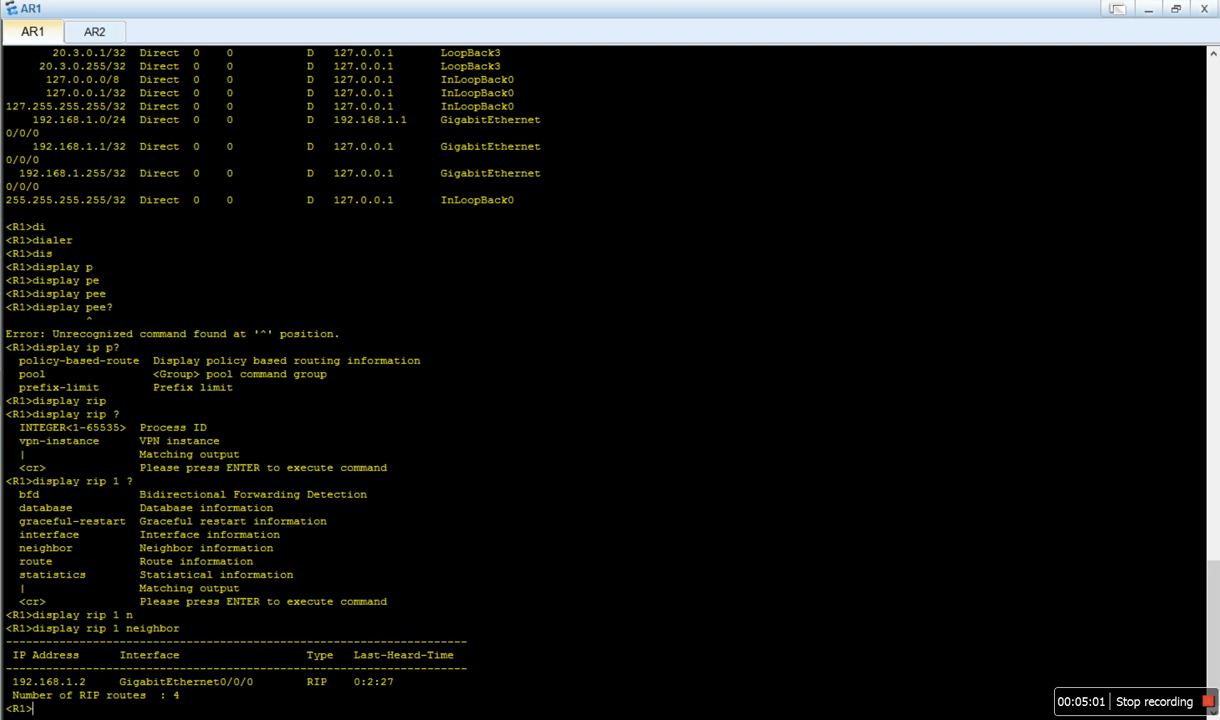 AR1
AR1 AR2
20.3.0.1/32 Direct 0 0 D 127.0.0.1 LoopBack3
20.3.0.255/32 Direct 0 0 D 127.0.0.1 LoopBack3
127.0.0.0/8 Direct 0 0 D 127.0.0.1 InLoopBack0
127.0.0.1/32 Direct 0 0 D 127.0.0.1 InLoopBack0
127.255.255.255/32 Direct 0 0 D 127.0.0.1 InLoopBack0
192.168.1.0/24 Direct 0 0 D 192.168.1.1 GigabitEthernet
0/0/0
192.168.1.1/32 Direct 0 0 D 127.0.0.1 GigabitEthernet
0/0/0
192.168.1.255/32 Direct 0 0 D 127.0.0.1 GigabitEthernet
0/0/0
255.255.255.255/32 Direct 0 0 D 127.0.0.1 InLoopBack0
<R1>di
<R1>dialer
<R1>dis
<R1>display p
<R1>display pe
<R1>display pee
<R1>display pee?
^
Error: Unrecognized command found at '^' position.
<R1>display ip p?
policy-based-route Display policy based routing information
pool <Group> pool command group
prefix-limit Prefix limit
<R1>display rip
<R1>display rip ?
INTEGER<1-65535> Process ID
vpn-instance VPN instance
| Matching output
<cr> Please press ENTER to execute command
<R1>display rip 1 ?
bfd Bidirectional Forwarding Detection
database Database information
graceful-restart Graceful restart information
interface Interface information
neighbor Neighbor information
route Route information
statistics Statistical information
| Matching output
<cr> Please press ENTER to execute command
<R1>display rip 1 n
<R1>display rip 1 neighbor
---------------------------------------------------------------------
IP Address Interface Type Last-Heard-Time
---------------------------------------------------------------------
192.168.1.2 GigabitEthernet0/0/0 RIP 0:2:27
Number of RIP routes : 4
<R1>
00:05:01 Stop recording